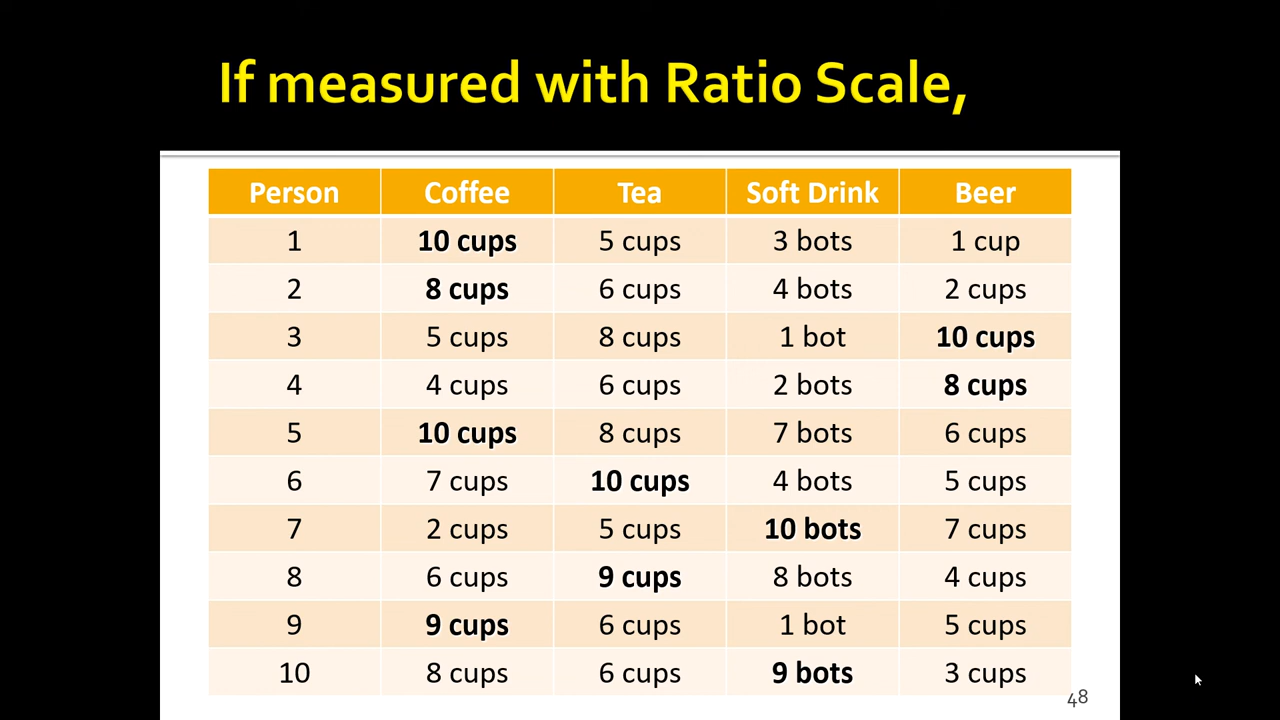 If measured with Ratio Scale,
Person Coffee Tea Soft Drink Beer
1 10 cups 5 cups 3 bots 1 cup
2 8 cups 6 cups 4 bots 2 cups
3 5 cups 8 cups 1 bot 10 cups
4 4 cups 6 cups 2 bots 8 cups
5 10 cups 8 cups 7 bots 6 cups
6 7 cups 10 cups 4 bots 5 cups
7 2 cups 5 cups 10 bots 7 cups
8 6 cups 9 cups 8 bots 4 cups
9 9 cups 6 cups 1 bot 5 cups
10 8 cups 6 cups 9 bots 3 cups
48